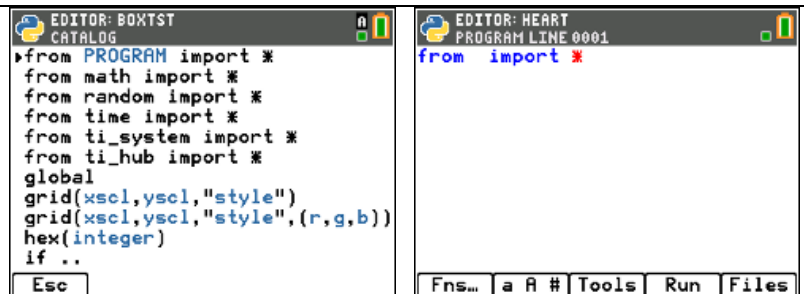 EDITOR: BOXTST
CATALOG
A
▸from PROGRAM import *
from math import *
from random import *
from time import *
from ti_system import *
from ti_hub import *
global
grid(xscl,yscl,"style")
grid(xscl,yscl,"style",(r,g,b))
hex(integer)
if ..
Esc
EDITOR: HEART
PROGRAM LINE 0001
from  import *
Fns… a A # Tools Run Files